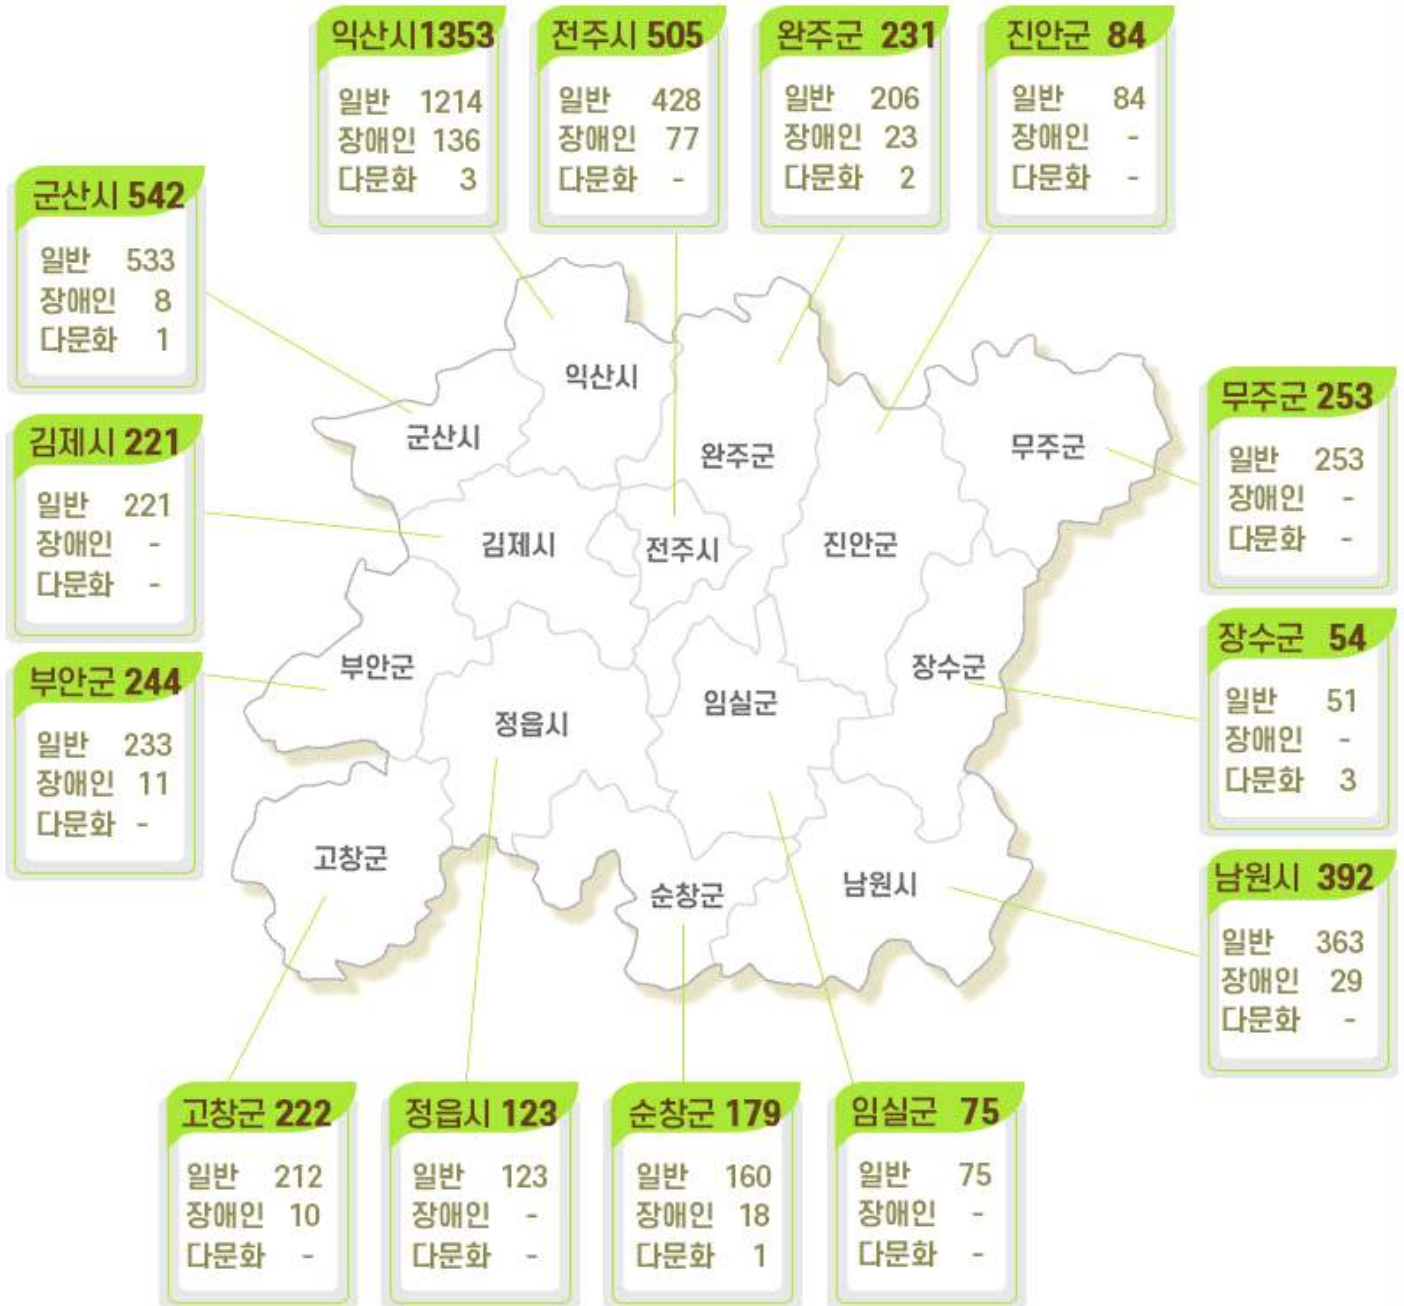 익산시 1353
일반 1214
장애인 136
다문화 3
전주시 505
일반 428
장애인 77
다문화 -
완주군 231
일반 206
장애인 23
다문화 2
진안군 84
일반 84
장애인 -
다문화 -
군산시 542
일반 533
장애인 8
다문화 1
김제시 221
일반 221
장애인 -
다문화 -
부안군 244
일반 233
장애인 11
다문화 -
무주군 253
일반 253
장애인 -
다문화 -
장수군 54
일반 51
장애인 -
다문화 3
남원시 392
일반 363
장애인 29
다문화 -
익산시
군산시
완주군
무주군
김제시
전주시
진안군
부안군
정읍시
임실군
장수군
고창군
순창군
남원시
고창군 222
일반 212
장애인 10
다문화 -
정읍시 123
일반 123
장애인 -
다문화 -
순창군 179
일반 160
장애인 18
다문화 1
임실군 75
일반 75
장애인 -
다문화 -